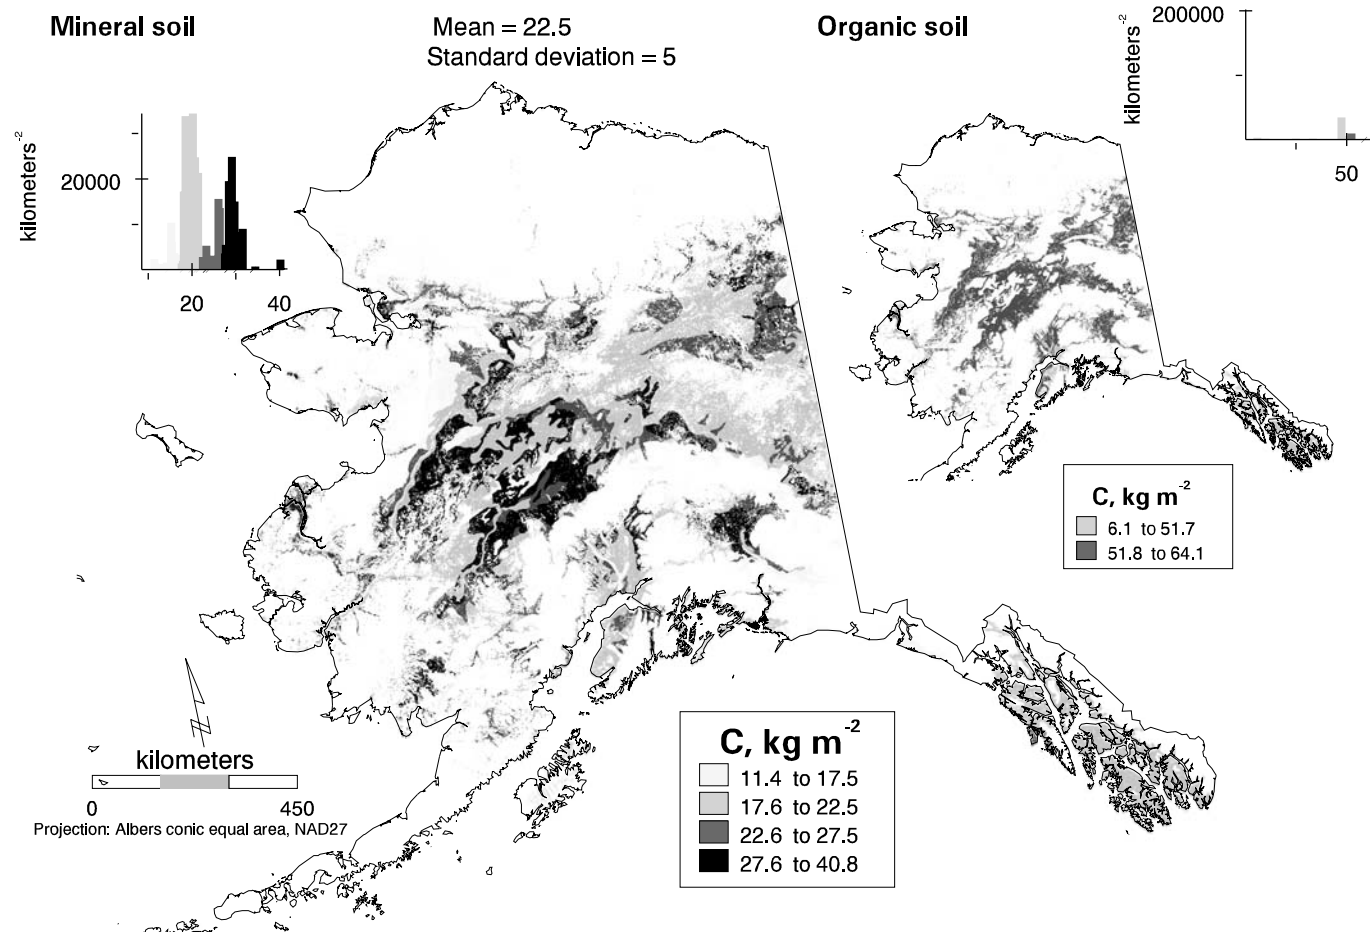 Mineral soil
Mean = 22.5
Standard deviation = 5
Organic soil
200000
kilometers-2
50
kilometers-2
20000
20 40
C, kg m-2
6.1 to 51.7
51.8 to 64.1
C, kg m-2
11.4 to 17.5
17.6 to 22.5
22.6 to 27.5
27.6 to 40.8
kilometers
0 450
Projection: Albers conic equal area, NAD27